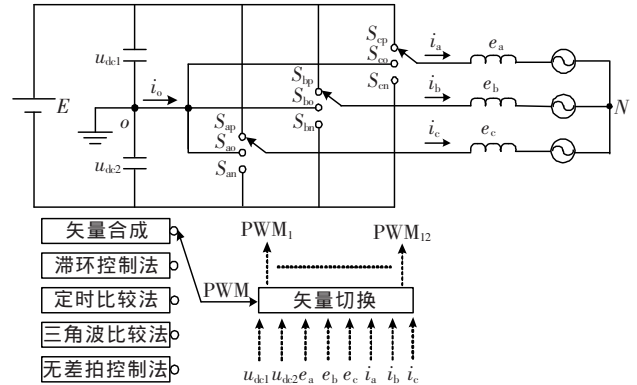 S_cp
S_co
S_cn
i_a
e_a
u_dc1
S_bp
S_bo
S_bn
i_b
e_b
E
i_o
o
N
S_ap
S_ao
S_an
i_c
e_c
u_dc2
矢量合成
滞环控制法
定时比较法
三角波比较法
无差拍控制法
PWM
PWM₁
PWM₁₂
矢量切换
u_dc1 u_dc2 e_a e_b e_c i_a i_b i_c